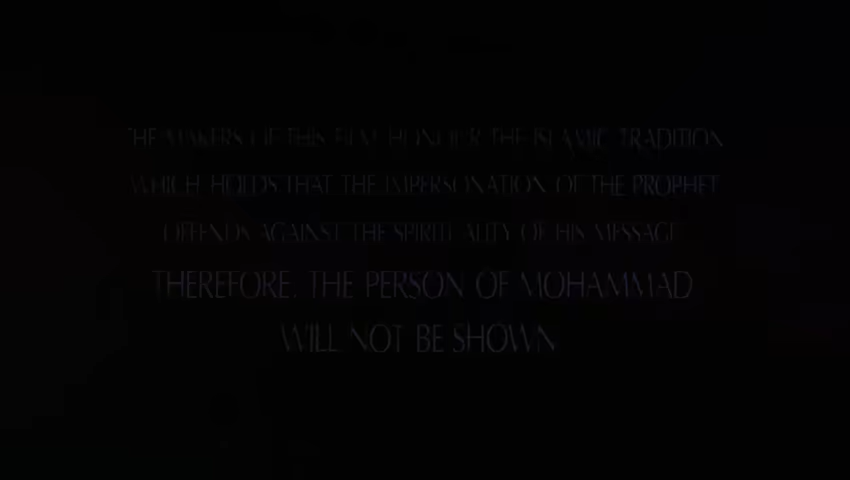 THE MAKERS OF THIS FILM HONOUR THE ISLAMIC TRADITION
WHICH HOLDS THAT THE IMPERSONATION OF THE PROPHET
OFFENDS AGAINST THE SPIRITUALITY OF HIS MESSAGE
THEREFORE, THE PERSON OF MOHAMMAD
WILL NOT BE SHOWN